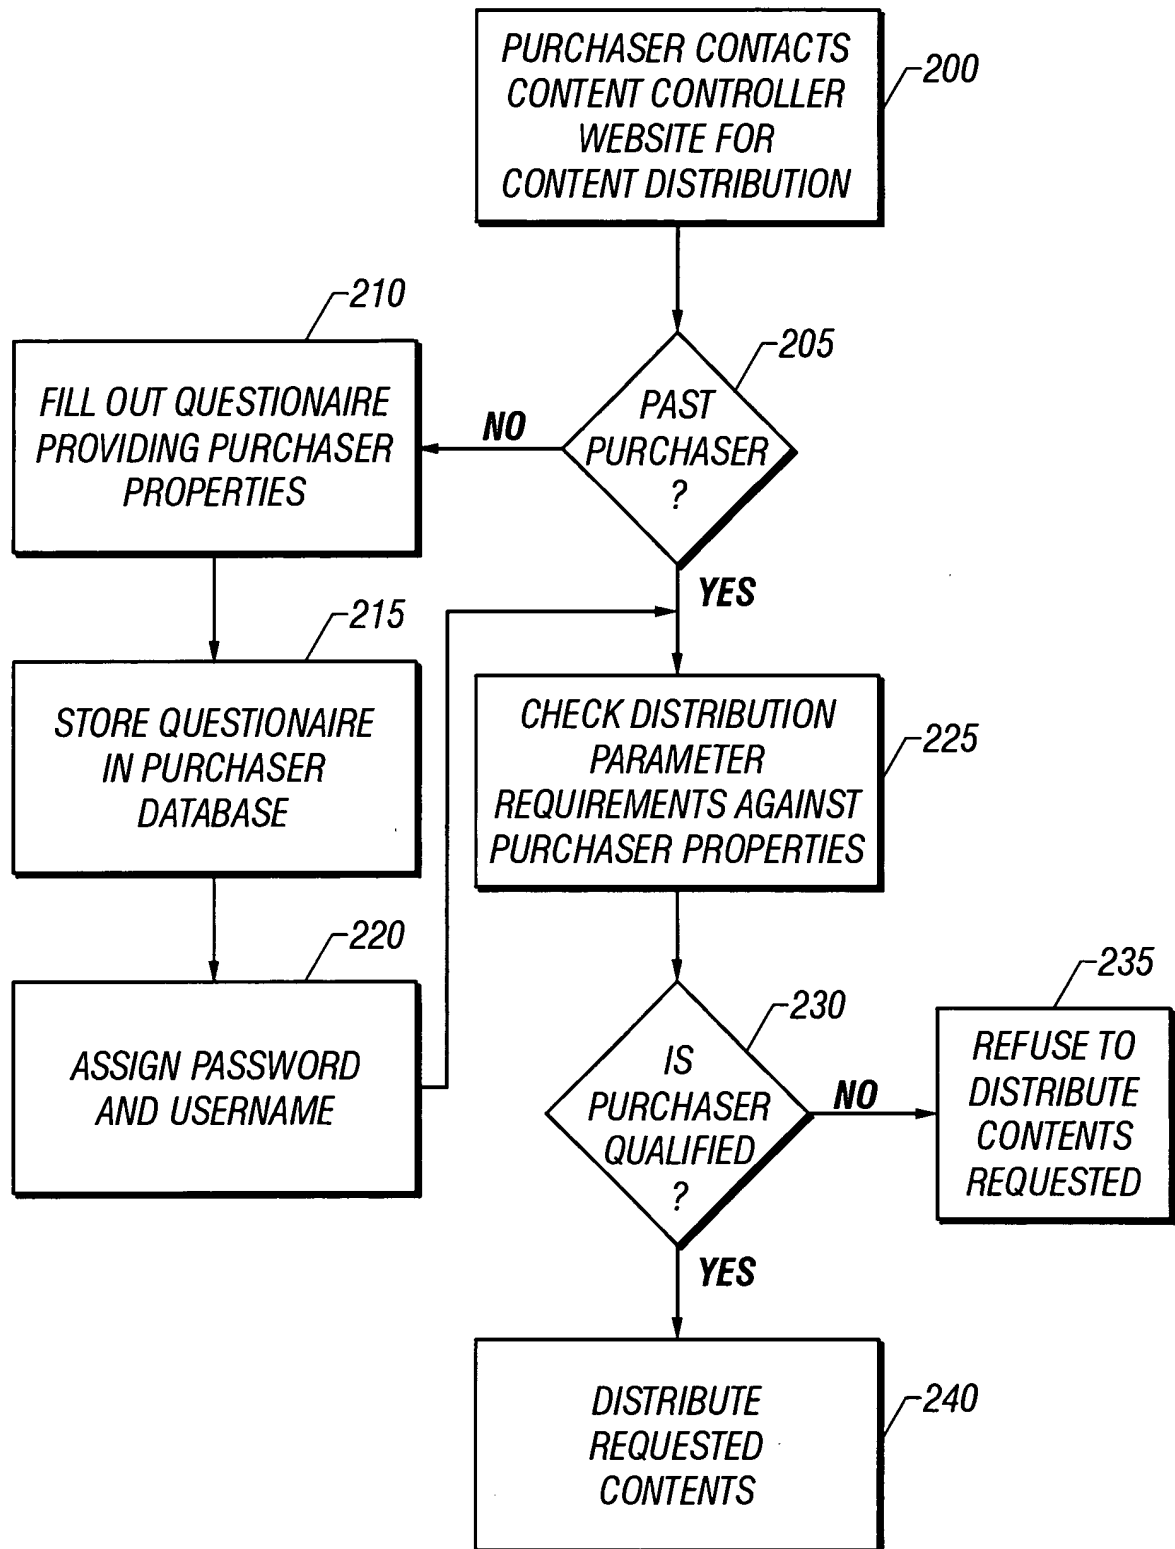 PURCHASER CONTACTS
CONTENT CONTROLLER
WEBSITE FOR
CONTENT DISTRIBUTION
200
PAST
PURCHASER
?
205
NO
YES
210
FILL OUT QUESTIONAIRE
PROVIDING PURCHASER
PROPERTIES
215
STORE QUESTIONAIRE
IN PURCHASER
DATABASE
220
ASSIGN PASSWORD
AND USERNAME
CHECK DISTRIBUTION
PARAMETER
REQUIREMENTS AGAINST
PURCHASER PROPERTIES
225
IS
PURCHASER
QUALIFIED
?
230
NO
YES
235
REFUSE TO
DISTRIBUTE
CONTENTS
REQUESTED
DISTRIBUTE
REQUESTED
CONTENTS
240